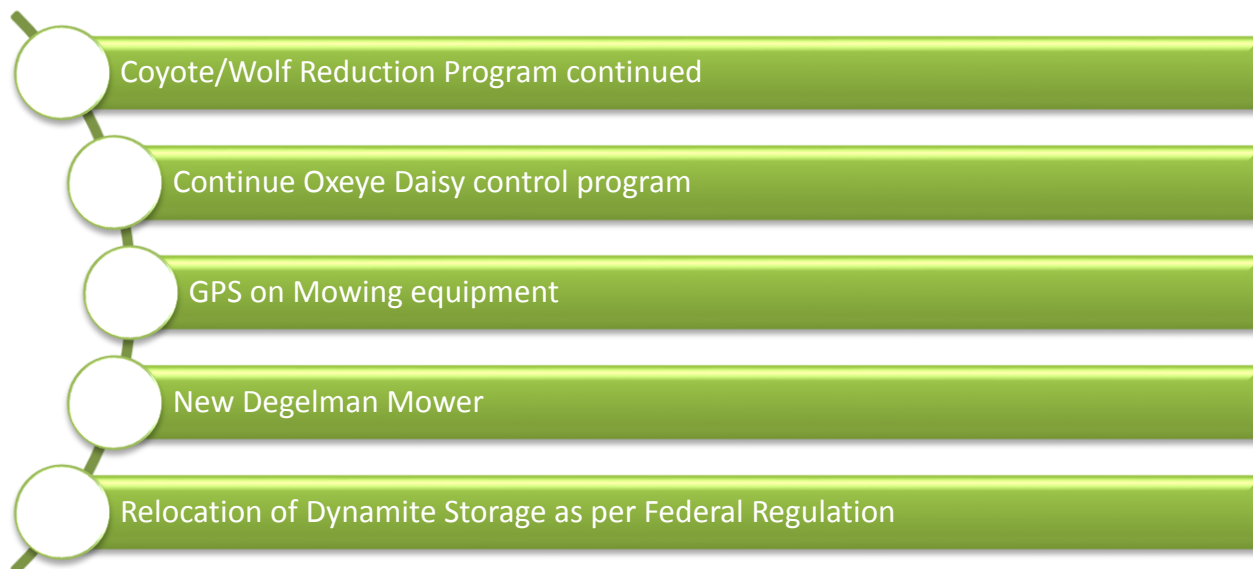 Coyote/Wolf Reduction Program continued
Continue Oxeye Daisy control program
GPS on Mowing equipment
New Degelman Mower
Relocation of Dynamite Storage as per Federal Regulation